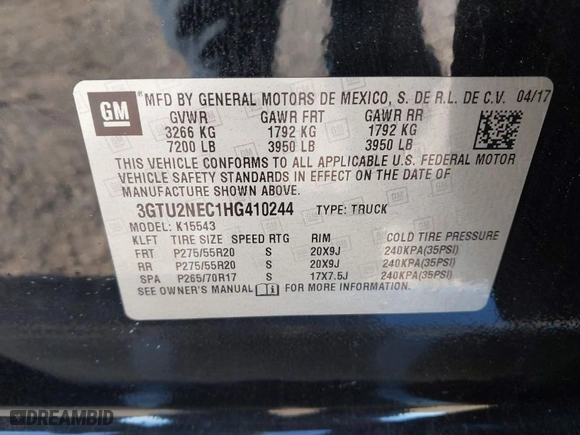 GM MFD BY GENERAL MOTORS DE MEXICO, S. DE R.L. DE C.V. 04/17
GVWR GAWR FRT GAWR RR
3266 KG 1792 KG 1792 KG
7200 LB 3950 LB 3950 LB
THIS VEHICLE CONFORMS TO ALL APPLICABLE U.S. FEDERAL MOTOR
VEHICLE SAFETY STANDARDS IN EFFECT ON THE DATE OF
MANUFACTURE SHOWN ABOVE.
3GTU2NEC1HG410244 TYPE: TRUCK
MODEL: K15543
KLFT TIRE SIZE SPEED RTG RIM COLD TIRE PRESSURE
FRT P275/55R20 S 20X9J 240KPA(35PSI)
RR P275/55R20 S 20X9J 240KPA(35PSI)
SPA P265/70R17 S 17X7.5J 240KPA(35PSI)
SEE OWNER'S MANUAL FOR MORE INFORMATION.
DREAMBID